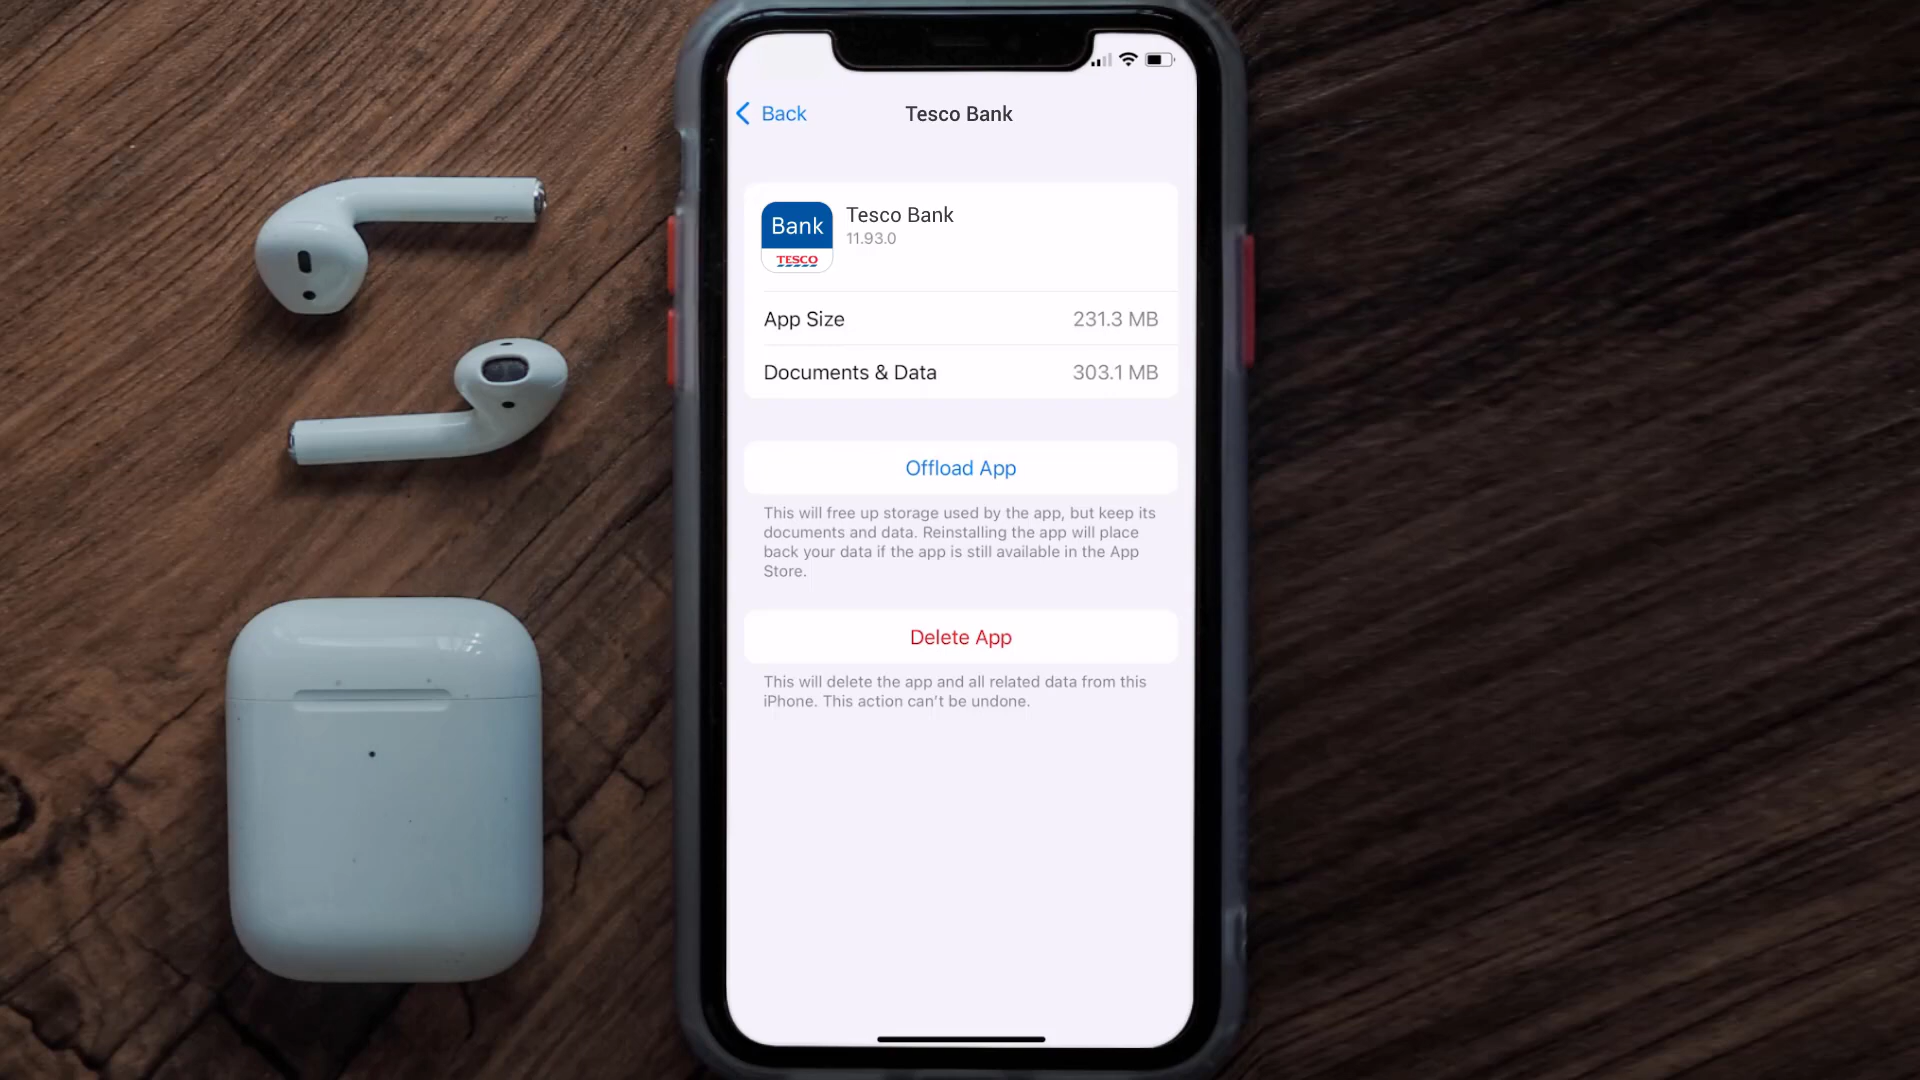 Back
Tesco Bank
Bank
TESCO
Tesco Bank
11.93.0
App Size
231.3 MB
Documents & Data
303.1 MB
Offload App
This will free up storage used by the app, but keep its
documents and data. Reinstalling the app will place
back your data if the app is still available in the App
Store.
Delete App
This will delete the app and all related data from this
iPhone. This action can’t be undone.